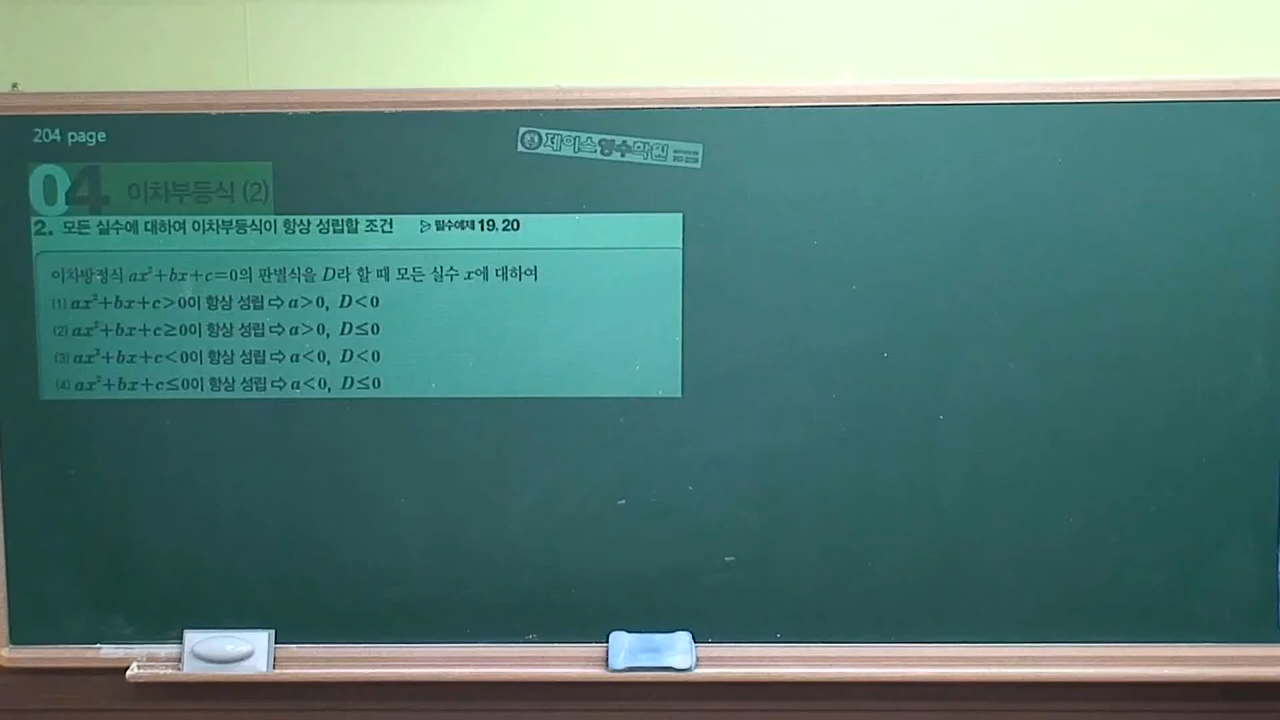 204 page
제이스영수학원
04 이차부등식 (2)
2. 모든 실수에 대하여 이차부등식이 항상 성립할 조건 ▷ 필수예제 19, 20
이차방정식 ax²+bx+c=0의 판별식을 D라 할 때 모든 실수 x에 대하여
(1) ax²+bx+c>0이 항상 성립 ⇨ a>0, D<0
(2) ax²+bx+c≥0이 항상 성립 ⇨ a>0, D≤0
(3) ax²+bx+c<0이 항상 성립 ⇨ a<0, D<0
(4) ax²+bx+c≤0이 항상 성립 ⇨ a<0, D≤0